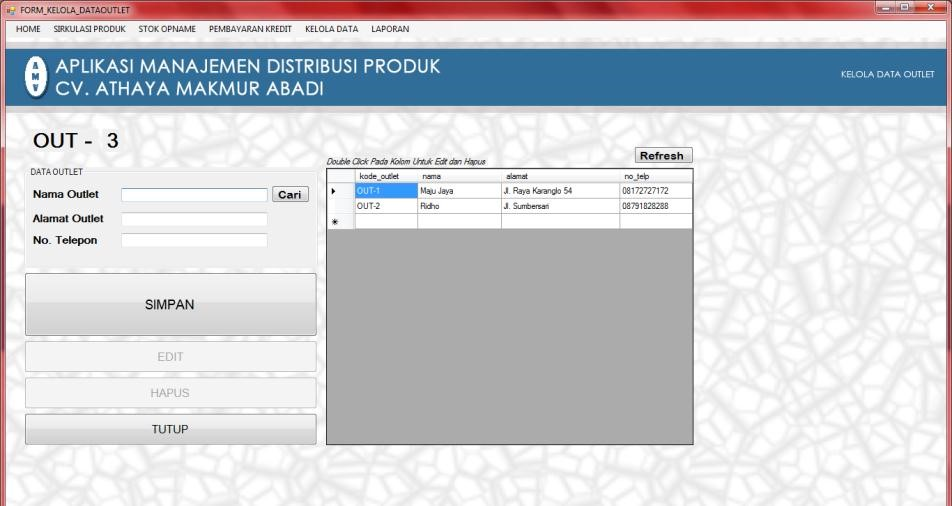 FORM_KELOLA_DATAOUTLET
HOME SIRKULASI PRODUK STOK OPNAME PEMBAYARAN KREDIT KELOLA DATA LAPORAN
APLIKASI MANAJEMEN DISTRIBUSI PRODUK
CV. ATHAYA MAKMUR ABADI
KELOLA DATA OUTLET
OUT - 3
Double Click Pada Kolom Untuk Edit dan Hapus
Refresh
DATA OUTLET
Nama Outlet Cari
Alamat Outlet
No. Telepon
SIMPAN
EDIT
HAPUS
TUTUP
kode_outlet nama alamat no_telp
OUT-1 Maju Jaya Jl. Raya Karanglo 54 08172727172
OUT-2 Ridho Jl. Sumbersari 08791828288